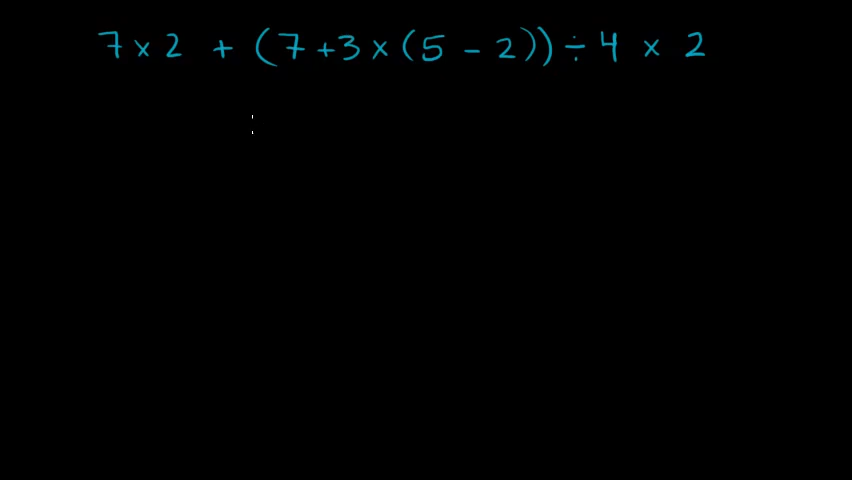 7 × 2 + (7 + 3 × (5 − 2)) ÷ 4 × 2